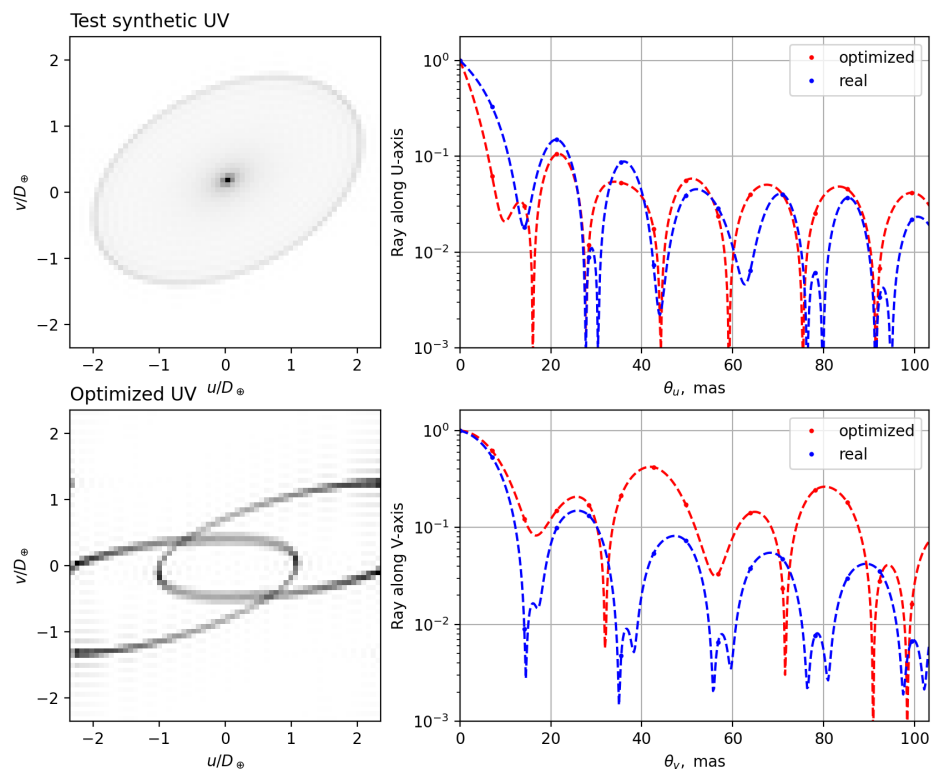 Test synthetic UV
2
1
0
−1
−2
v/D⊕
−2
−1
0
1
2
u/D⊕
10⁰
10⁻¹
10⁻²
10⁻³
Ray along U-axis
optimized
real
0
20
40
60
80
100
θᵤ, mas
Optimized UV
2
1
0
−1
−2
v/D⊕
−2
−1
0
1
2
u/D⊕
10⁰
10⁻¹
10⁻²
10⁻³
Ray along V-axis
optimized
real
0
20
40
60
80
100
θᵥ, mas